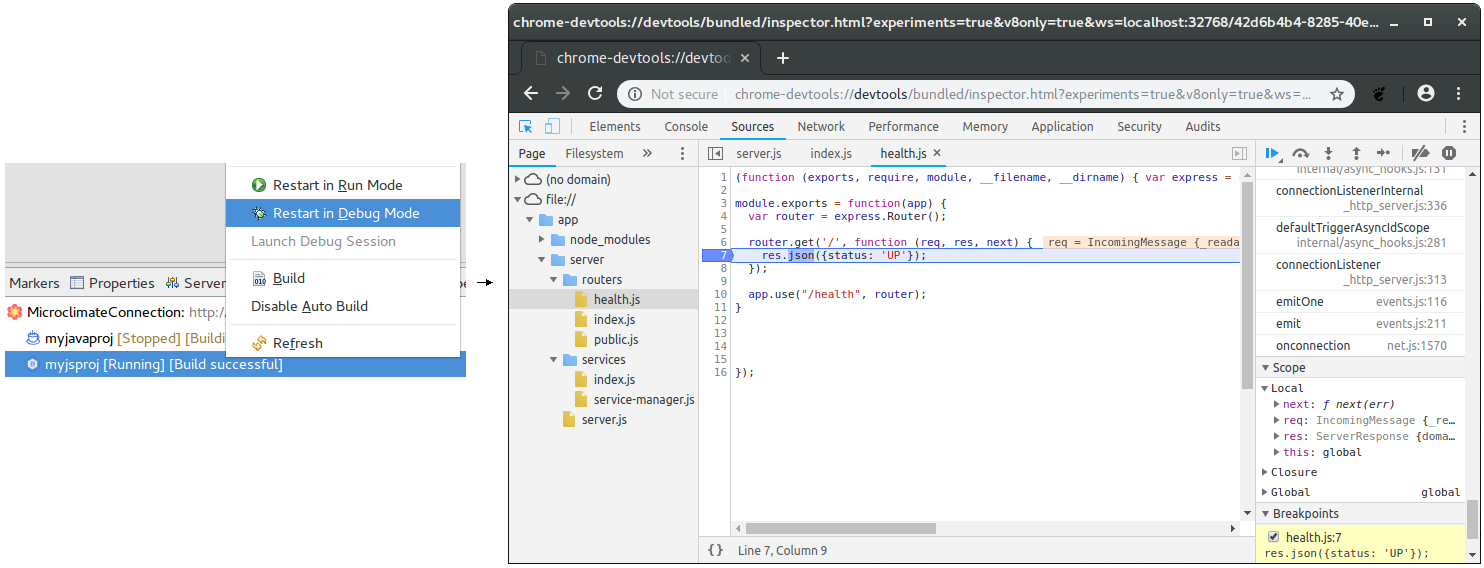 Restart in Run Mode
Restart in Debug Mode
Launch Debug Session
Build
Disable Auto Build
Refresh
Markers Properties Server
MicroclimateConnection: http:/
myjavaproj [Stopped] [Buildi
myjsproj [Running] [Build successful]
chrome-devtools://devtools/bundled/inspector.html?experiments=true&v8only=true&ws=localhost:32768/42d6b4b4-8285-40e...
chrome-devtools://devtoo
Not secure chrome-devtools://devtools/bundled/inspector.html?experiments=true&v8only=true&ws=...
Elements Console Sources Network Performance Memory Application Security Audits
Page Filesystem »
(no domain)
file://
app
node_modules
server
routers
health.js
index.js
public.js
services
index.js
service-manager.js
server.js
server.js index.js health.js
1 (function (exports, require, module, __filename, __dirname) { var express =
2
3 module.exports = function(app) {
4 var router = express.Router();
5
6 router.get('/', function (req, res, next) { req = IncomingMessage {_reada
7 res.json({status: 'UP'});
8 });
9
10 app.use("/health", router);
11 }
12
13
14
15
16 });
{} Line 7, Column 9
internal/async_hooks.js:131
connectionListenerInternal
_http_server.js:336
defaultTriggerAsyncIdScope
internal/async_hooks.js:281
connectionListener
_http_server.js:313
emitOne events.js:116
emit events.js:211
onconnection net.js:1570
Scope
Local
next: ƒ next(err)
req: IncomingMessage {_re...
res: ServerResponse {doma...
this: global
Closure
Global global
Breakpoints
health.js:7
res.json({status: 'UP'});